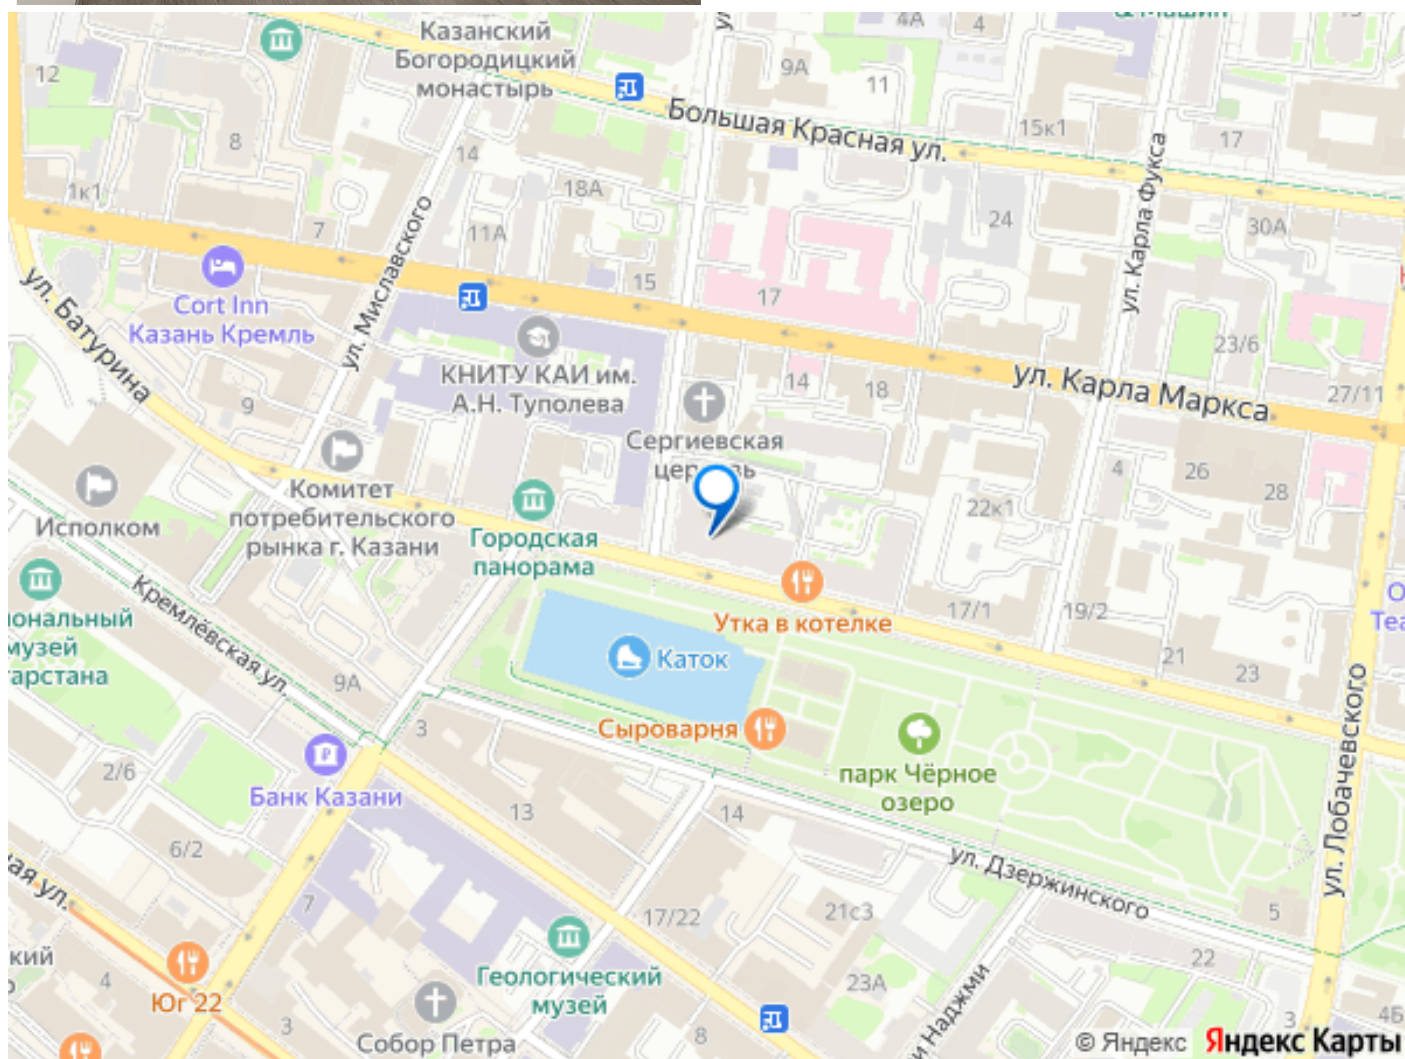 4А
4
Казанский
Богородицкий
монастырь
12
9А
11
Большая Красная ул.
15к1
17
8
14
1к1
18А
24
30А
ул. Карла Фукса
7
11А
15
17
ул. Миславского
ул. Батурина
Cort Inn
Казань Кремль
23/6
КНИТУ КАИ им.
А.Н. Туполева
14
18
ул. Карла Маркса
27/11
9
Сергиевская
4
26
28
Комитет
потребительского
рынка г. Казани
Исполком
22к1
Городская
панорама
Кремлёвская ул.
музей
Утка в котелке
17/1
19/2
21
23
Каток
9А
Сыроварня
3
парк Чёрное
озеро
ул. Лобачевского
2/6
Банк Казани
13
14
6/2
ул. Дзержинского
7
17/22
21с3
5
22
Геологический
музей
23А
4
Юг 22
3
Собор Петра
8
3
4Б
© Яндекс Яндекс Карты